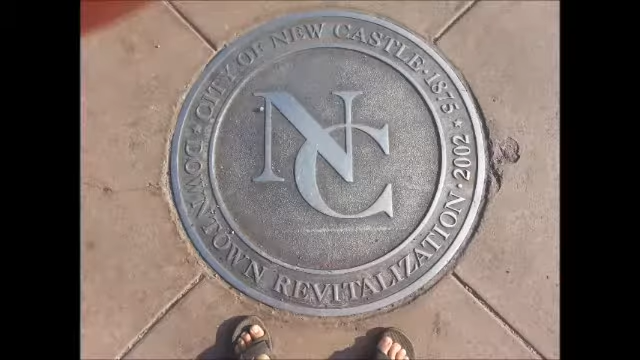 CITY OF NEW CASTLE · 1875
NC
DOWNTOWN REVITALIZATION · 2002